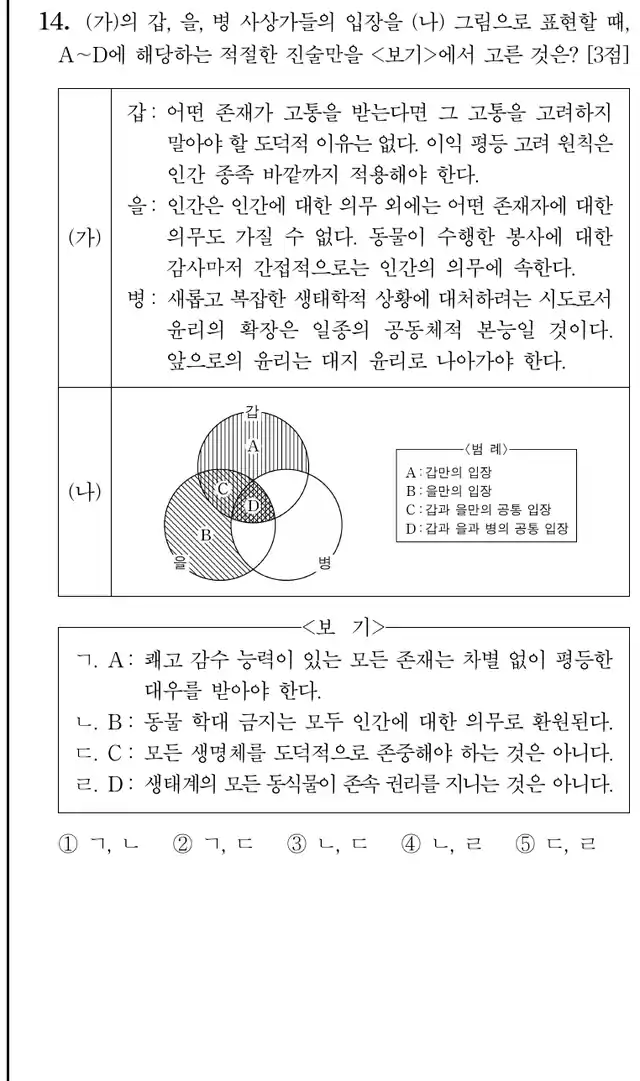 14. (가)의 갑, 을, 병 사상가들의 입장을 (나) 그림으로 표현할 때,
A~D에 해당하는 적절한 진술만을 <보기>에서 고른 것은? [3점]
(가)
갑: 어떤 존재가 고통을 받는다면 그 고통을 고려하지
말아야 할 도덕적 이유는 없다. 이익 평등 고려 원칙은
인간 종족 바깥까지 적용해야 한다.
을: 인간은 인간에 대한 의무 외에는 어떤 존재자에 대한
의무도 가질 수 없다. 동물이 수행한 봉사에 대한
감사마저 간접적으로는 인간의 의무에 속한다.
병: 새롭고 복잡한 생태학적 상황에 대처하려는 시도로서
윤리의 확장은 일종의 공동체적 본능일 것이다.
앞으로의 윤리는 대지 윤리로 나아가야 한다.
(나)
갑
A
C
D
B
을
병
<범 례>
A:갑만의 입장
B:을만의 입장
C:갑과 을만의 공통 입장
D:갑과 을과 병의 공통 입장
<보 기>
ㄱ. A: 쾌고 감수 능력이 있는 모든 존재는 차별 없이 평등한
대우를 받아야 한다.
ㄴ. B: 동물 학대 금지는 모두 인간에 대한 의무로 환원된다.
ㄷ. C: 모든 생명체를 도덕적으로 존중해야 하는 것은 아니다.
ㄹ. D: 생태계의 모든 동식물이 존속 권리를 지니는 것은 아니다.
① ㄱ, ㄴ ② ㄱ, ㄷ ③ ㄴ, ㄷ ④ ㄴ, ㄹ ⑤ ㄷ, ㄹ